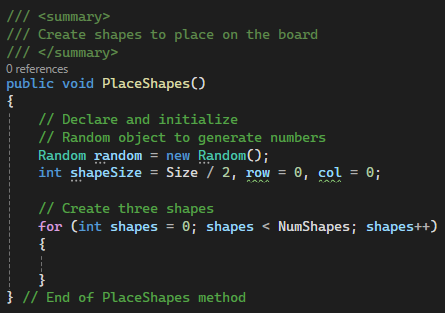 /// <summary>
/// Create shapes to place on the board
/// </summary>
0 references
public void PlaceShapes()
{
// Declare and initialize
// Random object to generate numbers
Random random = new Random();
int shapeSize = Size / 2, row = 0, col = 0;
// Create three shapes
for (int shapes = 0; shapes < NumShapes; shapes++)
{
}
} // End of PlaceShapes method